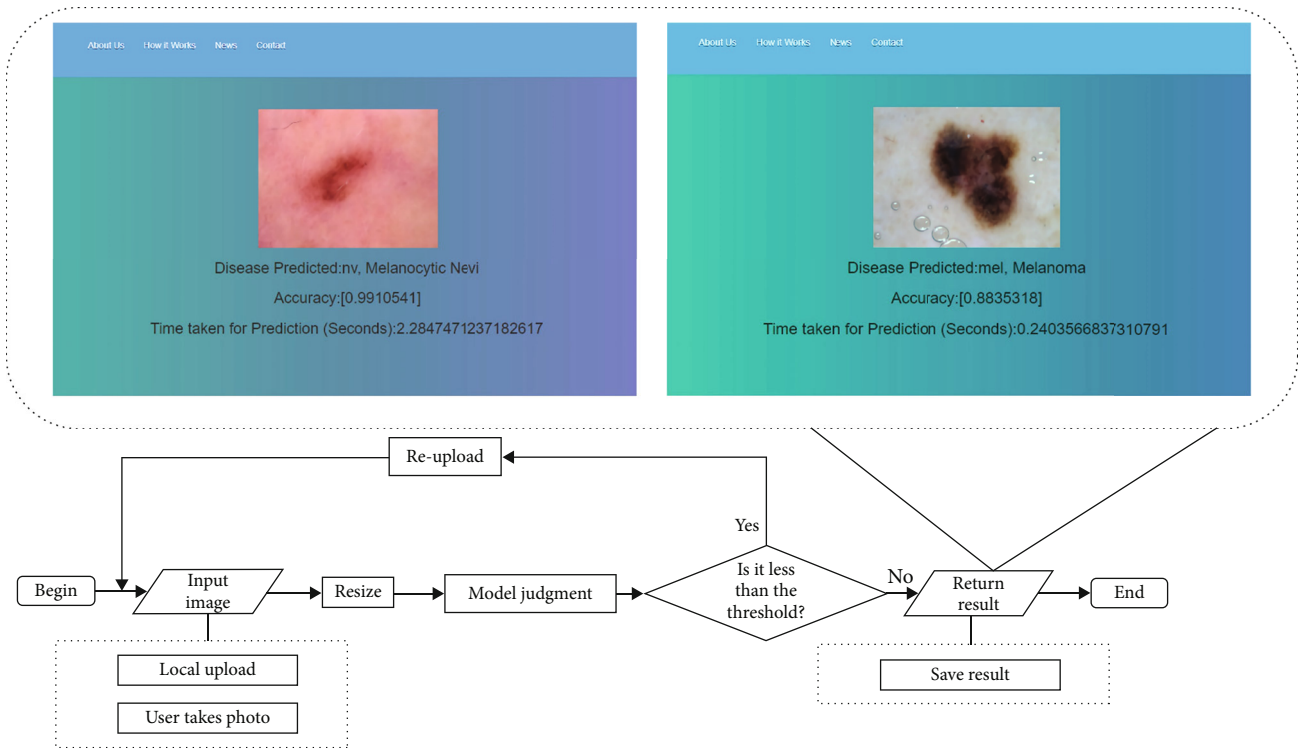 About Us How it Works News Contad
Disease Predicted:nv, Melanocytic Nevi
Accuracy:[0.9910541]
Time taken for Prediction (Seconds):2.2847471237182617
About Us How it Works News Contact
Disease Predicted:mel, Melanoma
Accuracy:[0.8835318]
Time taken for Prediction (Seconds):0.2403566837310791
Re-upload
Yes
Begin
Input
image
Resize
Model judgment
Is it less
than the
threshold?
No
Return
result
End
Local upload
User takes photo
Save result